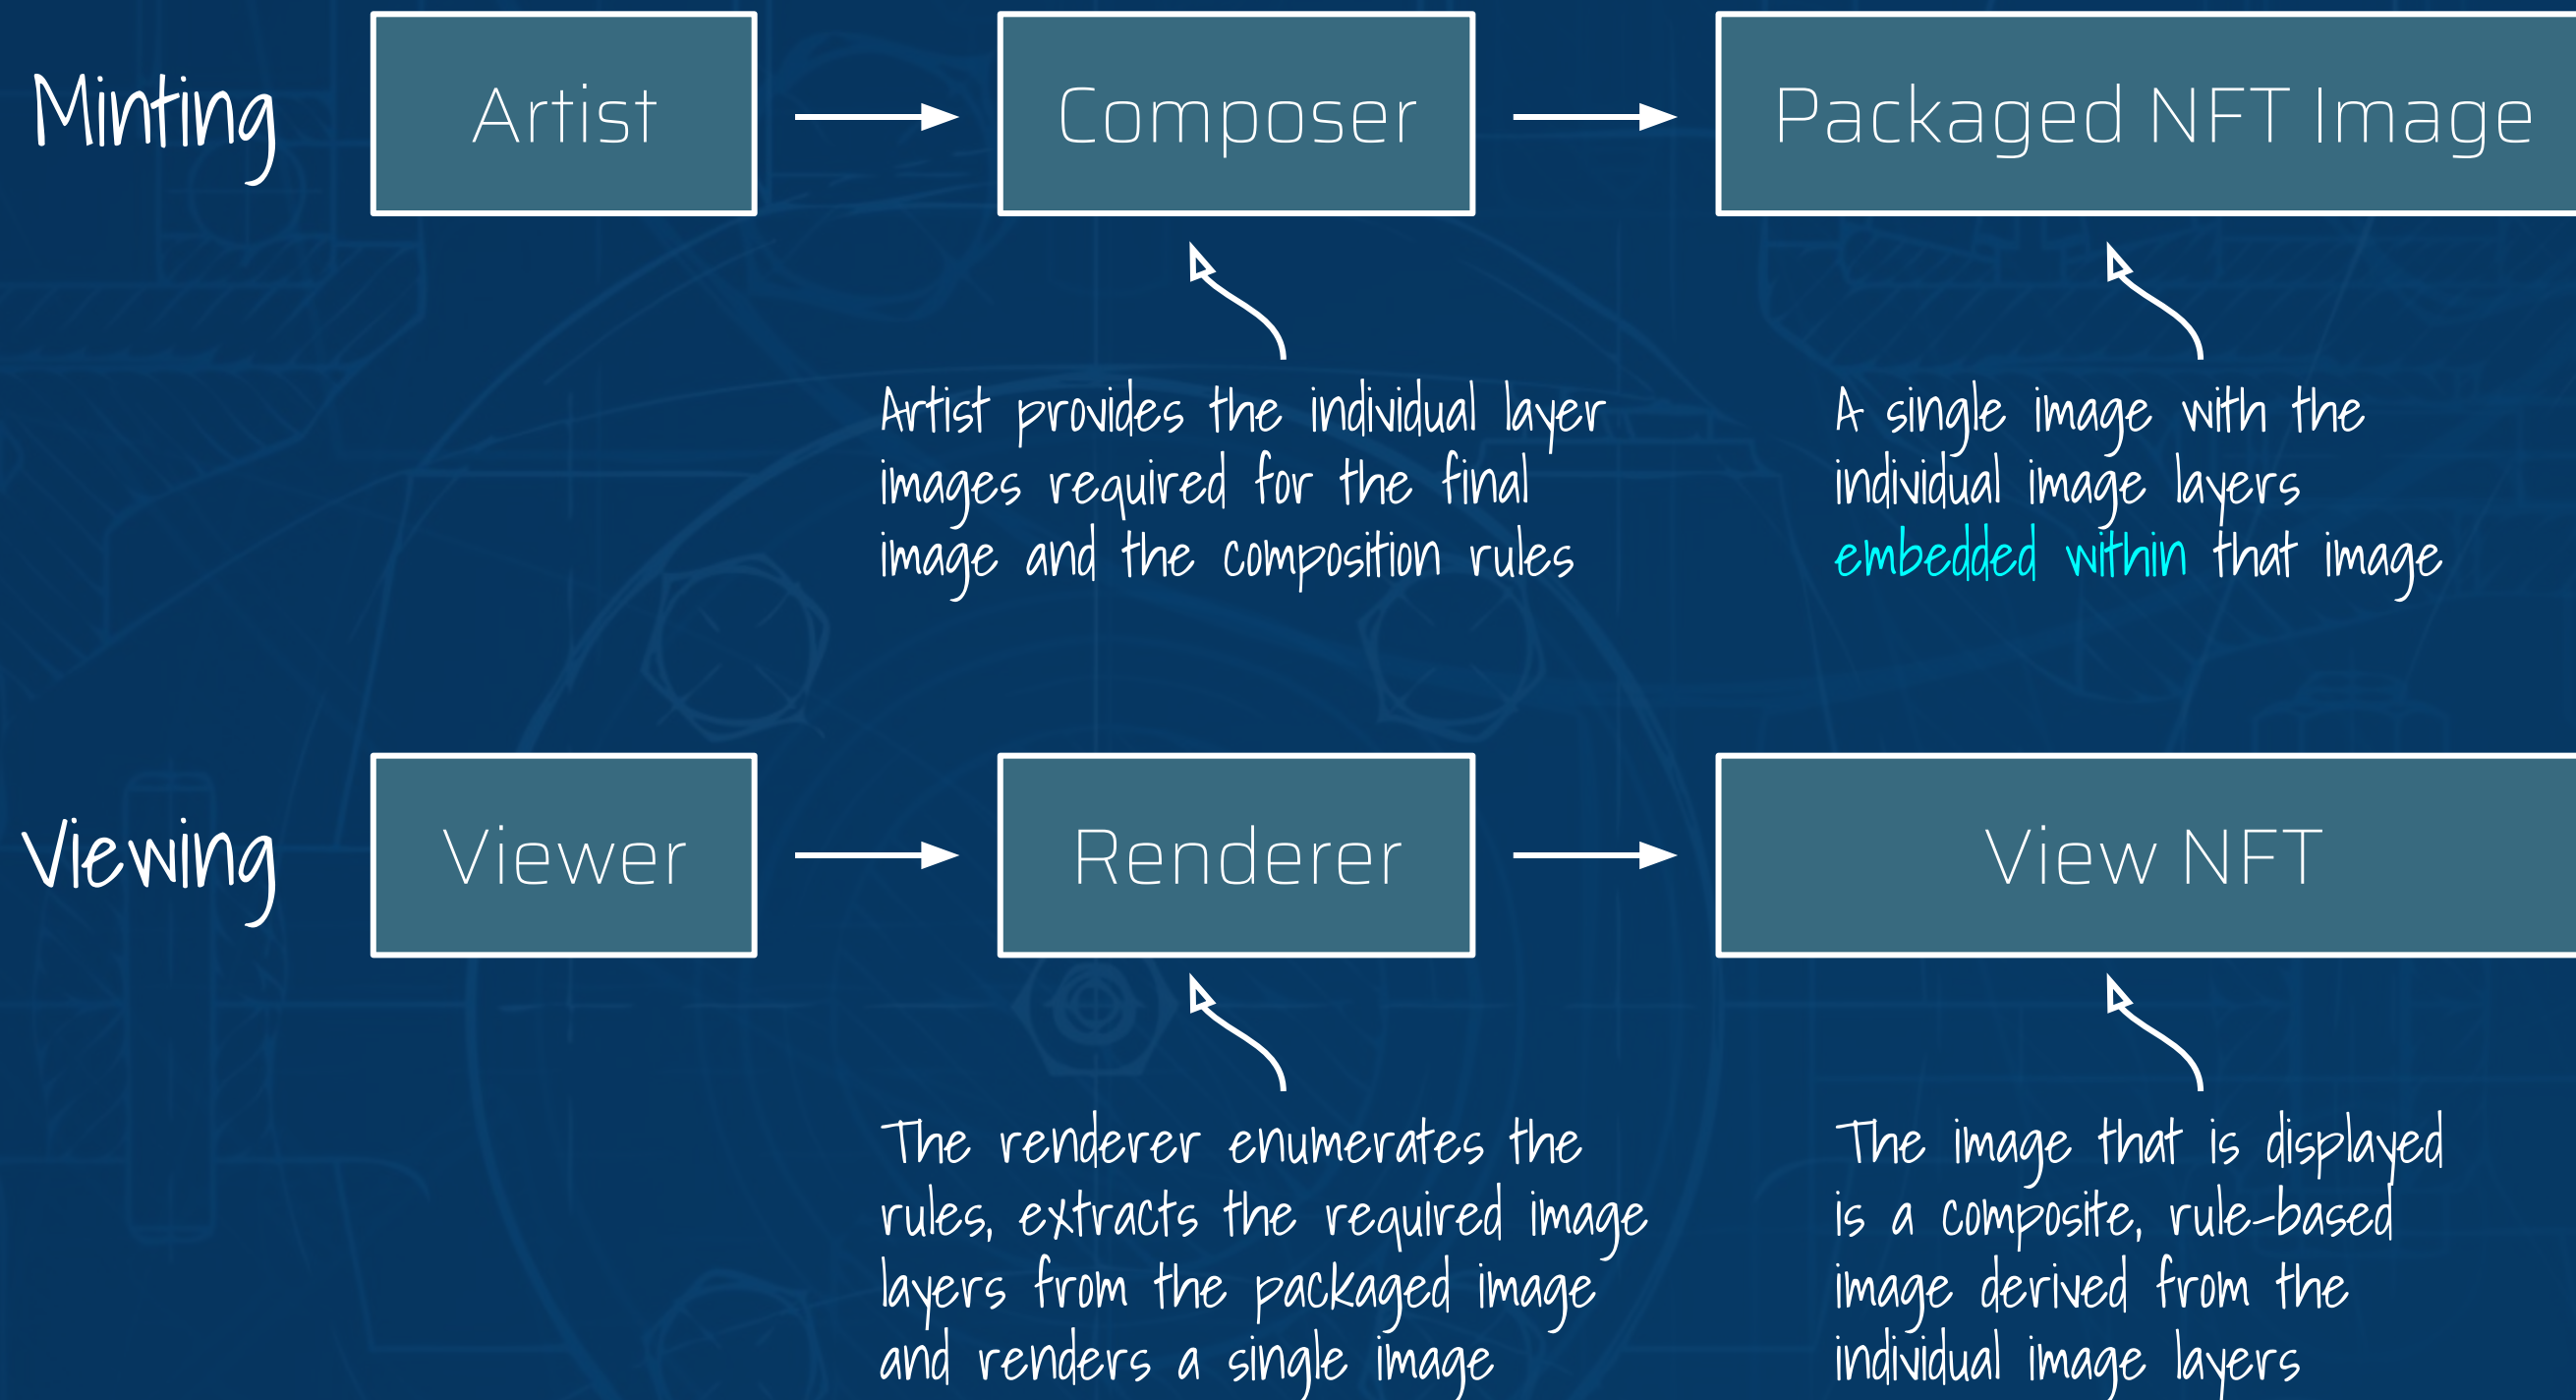 Minting
Artist
Composer
Packaged NFT Image
Artist provides the individual layer
images required for the final
image and the composition rules
A single image with the
individual image layers
embedded within that image
Viewing
Viewer
Renderer
View NFT
The renderer enumerates the
rules, extracts the required image
layers from the packaged image
and renders a single image
The image that is displayed
is a composite, rule-based
image derived from the
individual image layers